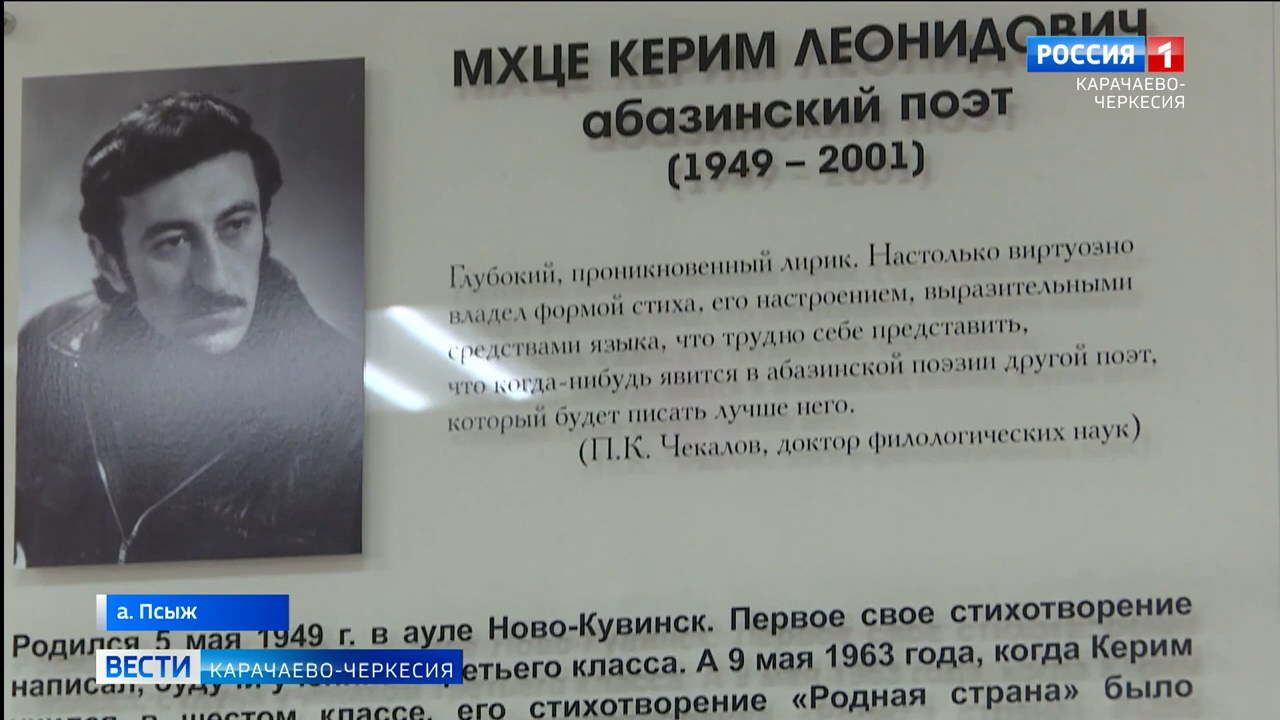 МХЦЕ КЕРИМ ЛЕОНИДОВИЧ
абазинский поэт
(1949 – 2001)
РОССИЯ 1
КАРАЧАЕВО-
ЧЕРКЕСИЯ
Глубокий, проникновенный лирик. Настолько виртуозно
владел формой стиха, его настроением, выразительными
средствами языка, что трудно себе представить,
что когда-нибудь явится в абазинской поэзии другой поэт,
который будет писать лучше него.
(П.К. Чекалов, доктор филологических наук)
а. Псыж
Родился 5 мая 1949 г. в ауле Ново-Кувинск. Первое свое стихотворение
написал, третьего класса. А 9 мая 1963 года, когда Керим
ВЕСТИ КАРАЧАЕВО-ЧЕРКЕСИЯ
в шестом классе, его стихотворение «Родная страна» было